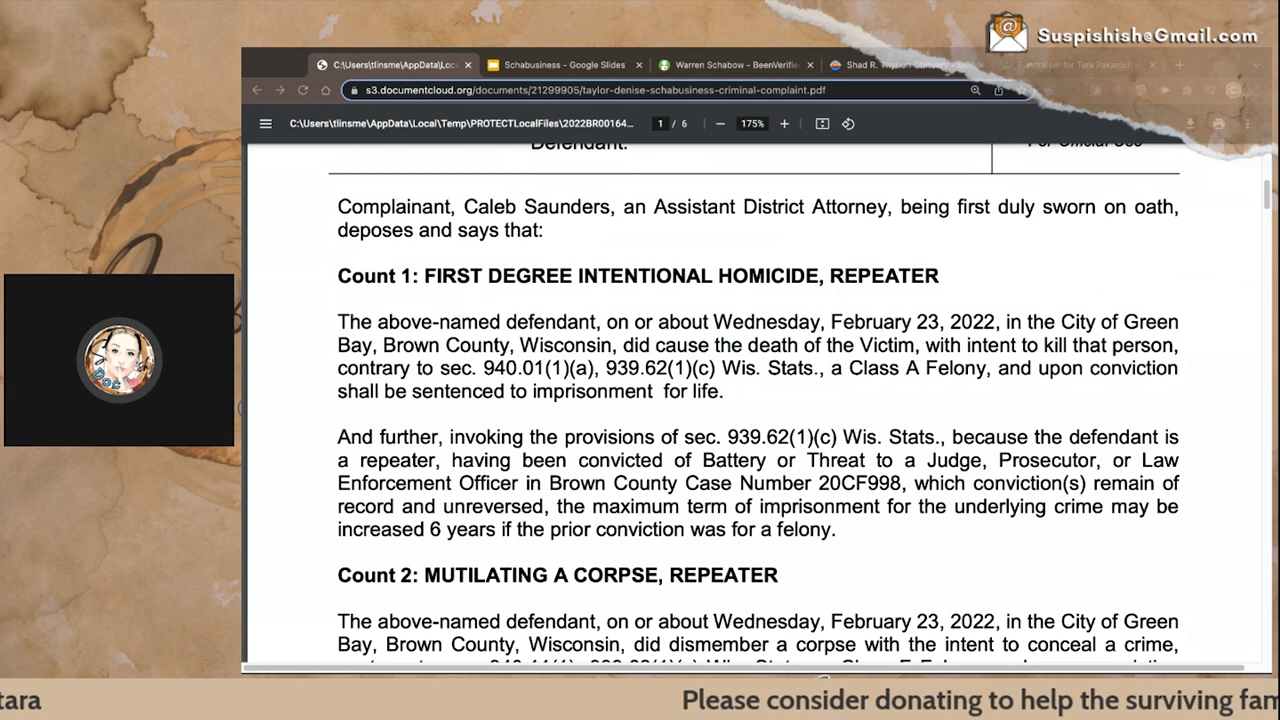 Suspishish@Gmail.com
C:\Users\tlinsme\AppData\Loc
Schabusiness - Google Slides
Warren Schabow - BeenVerifie
Shad R. Thyrion Obituary
Fundraiser for Tara Pakanich
s3.documentcloud.org/documents/21299905/taylor-denise-schabusiness-criminal-complaint.pdf
C:\Users\tlinsme\AppData\Local\Temp\PROTECTLocalFiles\2022BR00164...
1 / 6
175%
Defendant.
For Official Use
Complainant, Caleb Saunders, an Assistant District Attorney, being first duly sworn on oath,
deposes and says that:
Count 1: FIRST DEGREE INTENTIONAL HOMICIDE, REPEATER
The above-named defendant, on or about Wednesday, February 23, 2022, in the City of Green
Bay, Brown County, Wisconsin, did cause the death of the Victim, with intent to kill that person,
contrary to sec. 940.01(1)(a), 939.62(1)(c) Wis. Stats., a Class A Felony, and upon conviction
shall be sentenced to imprisonment for life.
And further, invoking the provisions of sec. 939.62(1)(c) Wis. Stats., because the defendant is
a repeater, having been convicted of Battery or Threat to a Judge, Prosecutor, or Law
Enforcement Officer in Brown County Case Number 20CF998, which conviction(s) remain of
record and unreversed, the maximum term of imprisonment for the underlying crime may be
increased 6 years if the prior conviction was for a felony.
Count 2: MUTILATING A CORPSE, REPEATER
The above-named defendant, on or about Wednesday, February 23, 2022, in the City of Green
Bay, Brown County, Wisconsin, did dismember a corpse with the intent to conceal a crime,
tara
Please consider donating to help the surviving fam